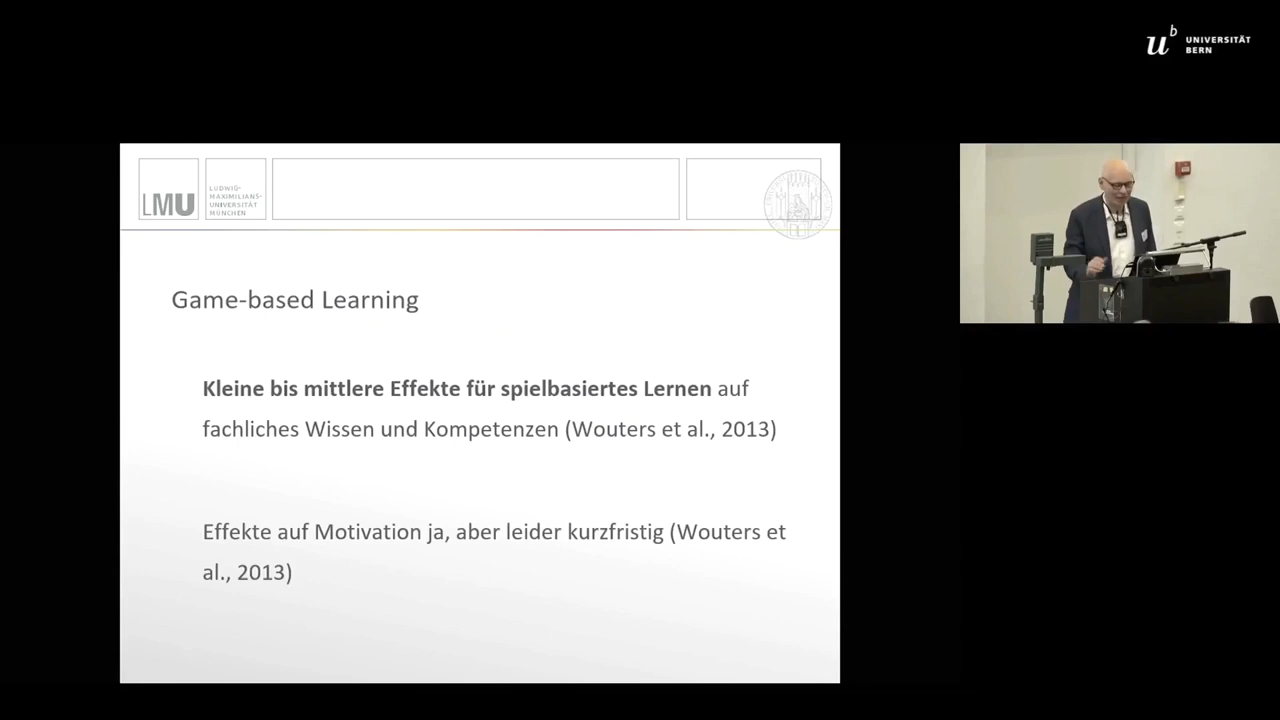 u
b
UNIVERSITÄT
BERN
LMU
LUDWIG-
MAXIMILIANS-
UNIVERSITÄT
MÜNCHEN
Game-based Learning
Kleine bis mittlere Effekte für spielbasiertes Lernen auf
fachliches Wissen und Kompetenzen (Wouters et al., 2013)
Effekte auf Motivation ja, aber leider kurzfristig (Wouters et
al., 2013)